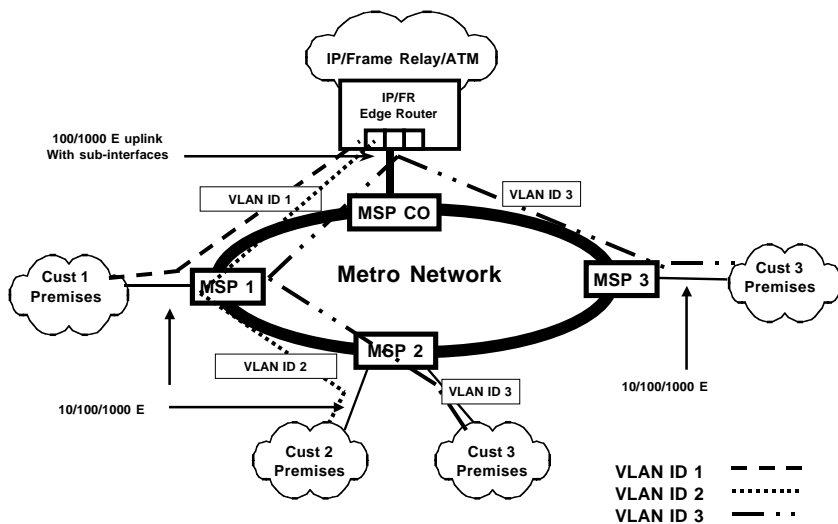 IP/Frame Relay/ATM
IP/FR
Edge Router
100/1000 E uplink
With sub-interfaces
VLAN ID 1
VLAN ID 3
MSP CO
Cust 1
Premises
MSP 1
Metro Network
MSP 3
Cust 3
Premises
MSP 2
VLAN ID 2
VLAN ID 3
10/100/1000 E
10/100/1000 E
Cust 2
Premises
Cust 3
Premises
VLAN ID 1
VLAN ID 2
VLAN ID 3